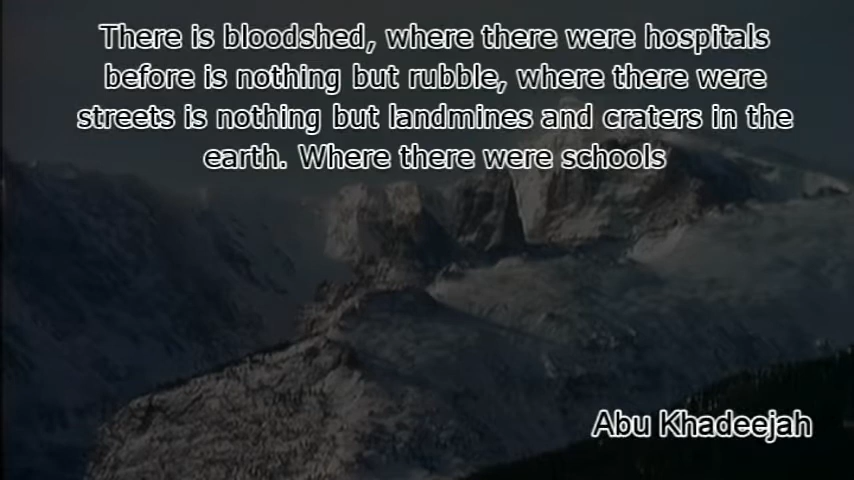 There is bloodshed, where there were hospitals
before is nothing but rubble, where there were
streets is nothing but landmines and craters in the
earth. Where there were schools
Abu Khadeejah